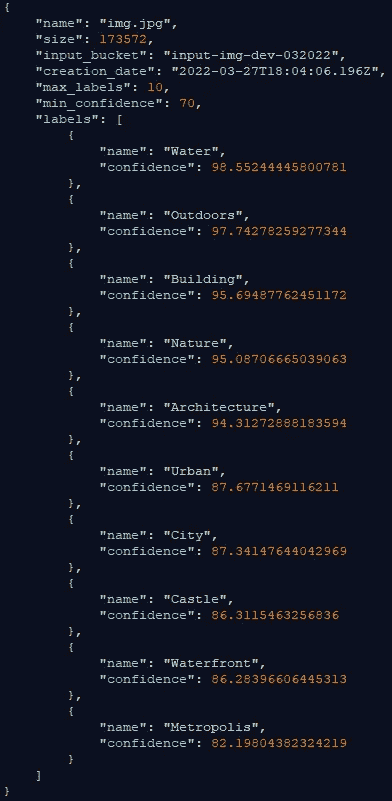 {
    "name": "img.jpg",
    "size": 173572,
    "input_bucket": "input-img-dev-032022",
    "creation_date": "2022-03-27T18:04:06.196Z",
    "max_labels": 10,
    "min_confidence": 70,
    "labels": [
        {
            "name": "Water",
            "confidence": 98.55244445800781
        },
        {
            "name": "Outdoors",
            "confidence": 97.74278259277344
        },
        {
            "name": "Building",
            "confidence": 95.69487762451172
        },
        {
            "name": "Nature",
            "confidence": 95.08706665039063
        },
        {
            "name": "Architecture",
            "confidence": 94.31272888183594
        },
        {
            "name": "Urban",
            "confidence": 87.6771469116211
        },
        {
            "name": "City",
            "confidence": 87.34147644042969
        },
        {
            "name": "Castle",
            "confidence": 86.3115463256836
        },
        {
            "name": "Waterfront",
            "confidence": 86.28396606445313
        },
        {
            "name": "Metropolis",
            "confidence": 82.19804382324219
        }
    ]
}